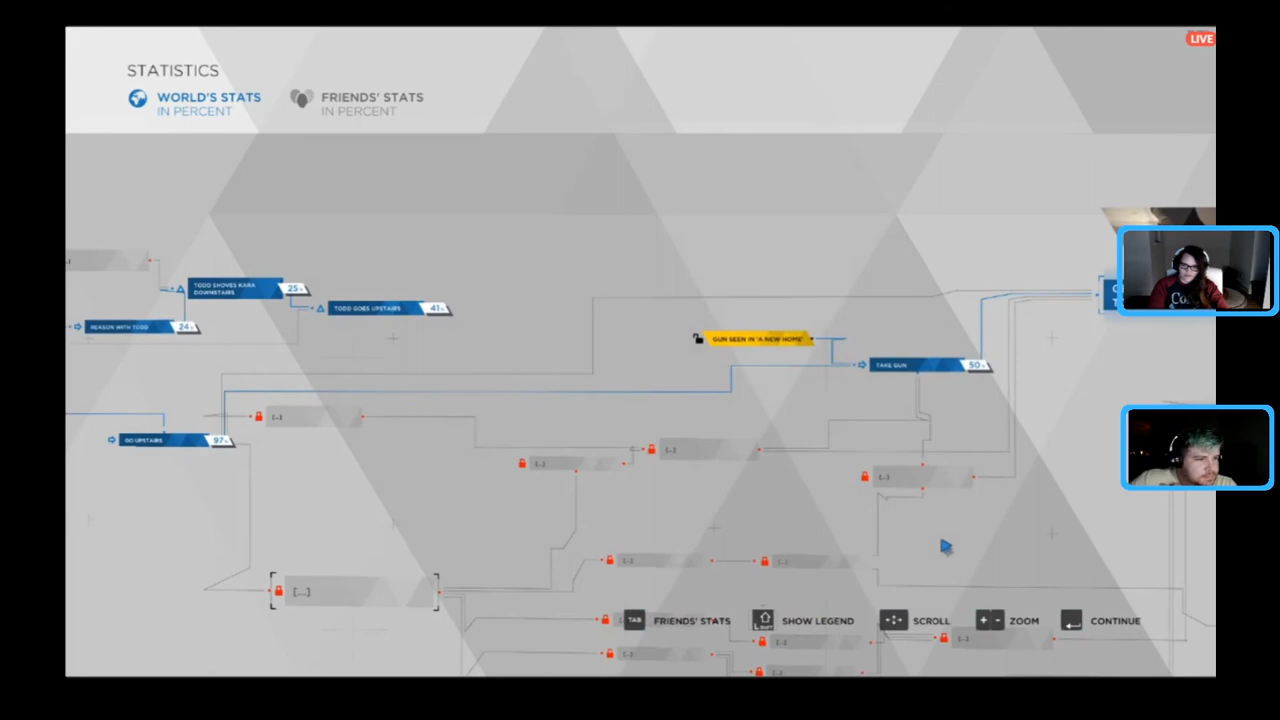 LIVE
STATISTICS
WORLD'S STATS
IN PERCENT
FRIENDS' STATS
IN PERCENT
TODD SHOVES KARA
DOWNSTAIRS
25%
TODD GOES UPSTAIRS
41%
REASON WITH TODD
24%
GUN SEEN IN 'A NEW HOME'
TAKE GUN
50%
[...]
GO UPSTAIRS
97%
[...]
[...]
[...]
[...]
[...]
[...]
TAB
FRIENDS' STATS
SHOW LEGEND
SCROLL
+ -
ZOOM
CONTINUE
[...]
[...]
[...]
[...]